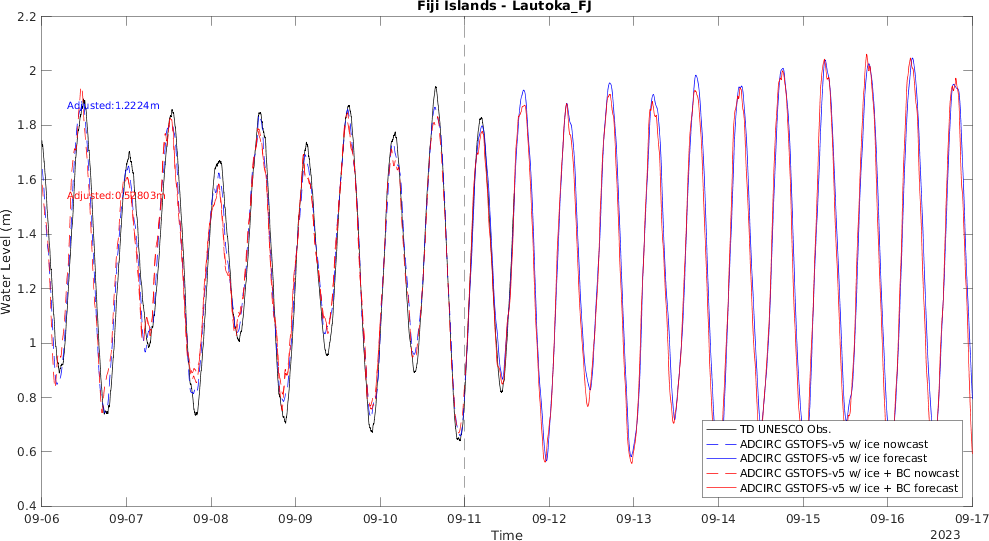 Fiji Islands - Lautoka_FJ
2.2
2
1.8
1.6
1.4
1.2
1
0.8
0.6
0.4
Water Level (m)
Adjusted:1.2224m
Adjusted:0.52803m
TD UNESCO Obs.
ADCIRC GSTOFS-v5 w/ ice nowcast
ADCIRC GSTOFS-v5 w/ ice forecast
ADCIRC GSTOFS-v5 w/ ice + BC nowcast
ADCIRC GSTOFS-v5 w/ ice + BC forecast
09-06 09-07 09-08 09-09 09-10 09-11 09-12 09-13 09-14 09-15 09-16 09-17
Time
2023